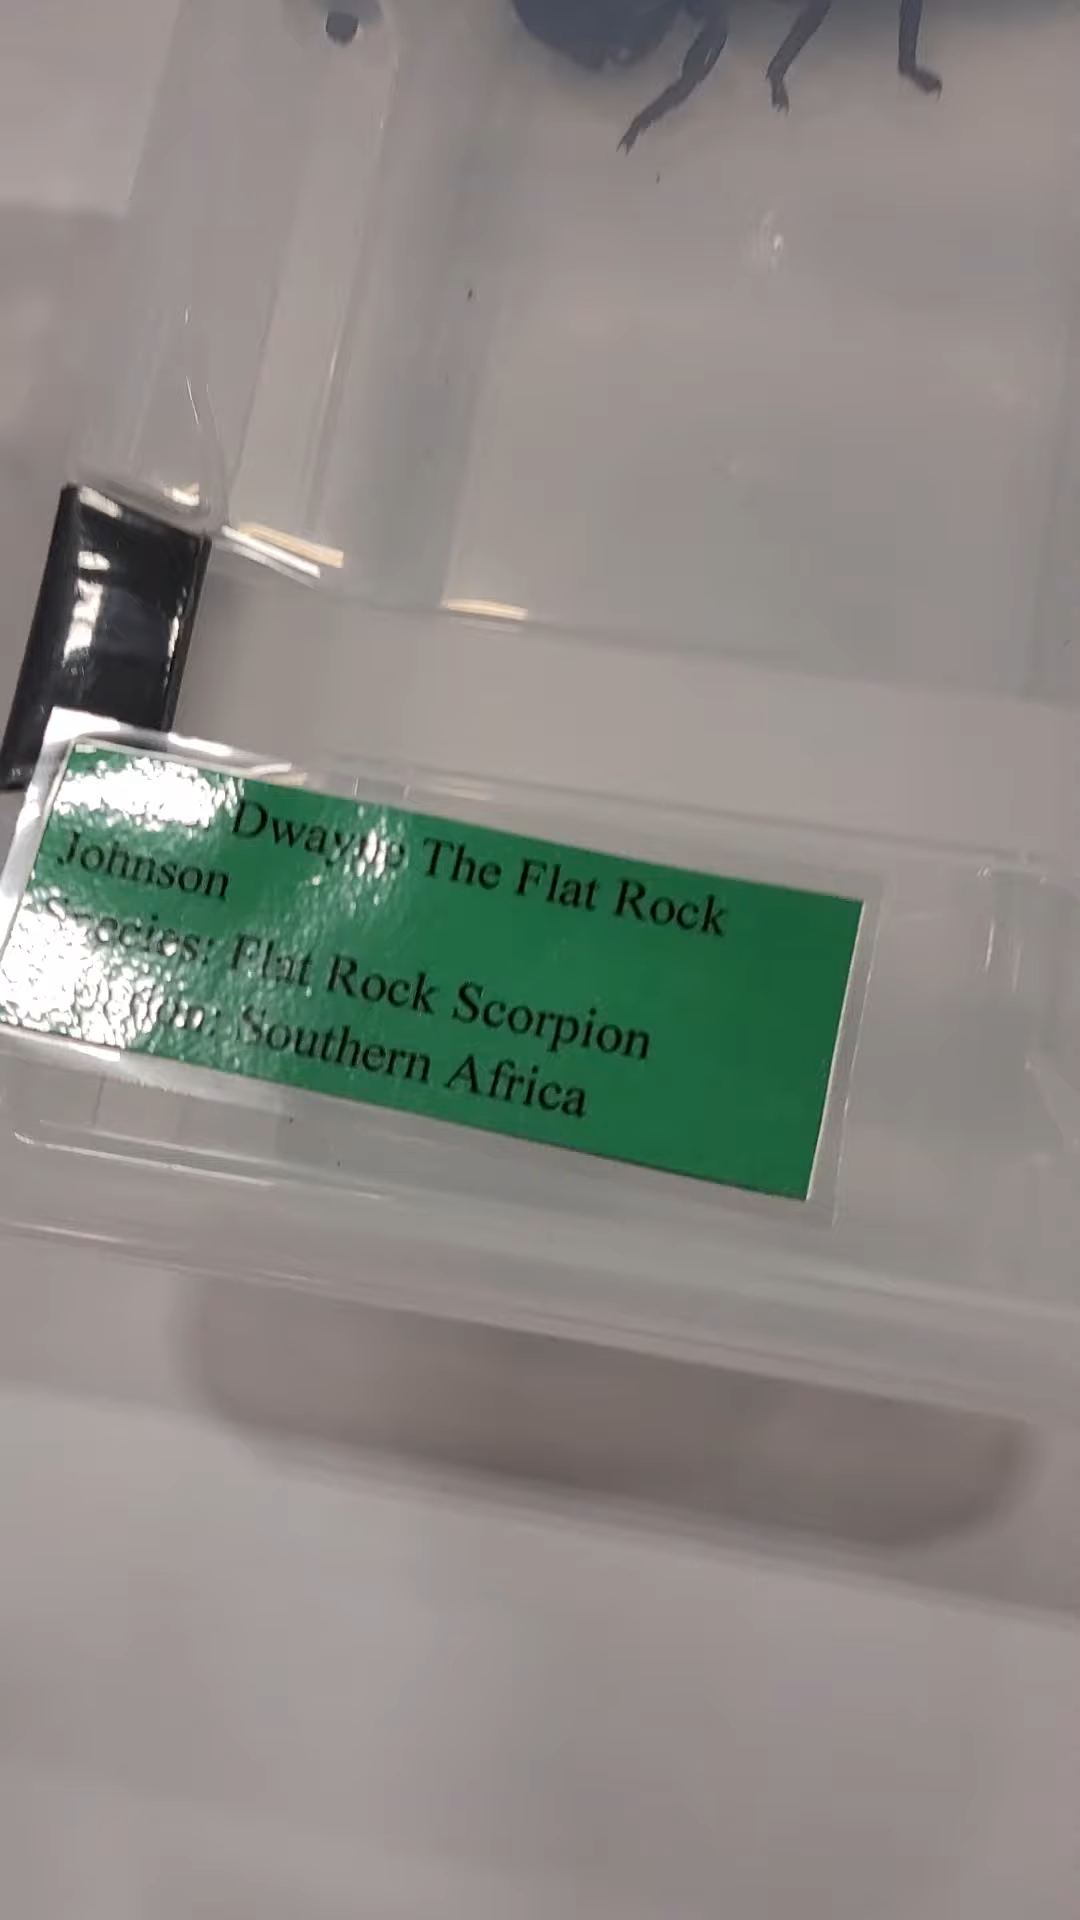 Dwayne The Flat Rock
Johnson
Species: Flat Rock Scorpion
Southern Africa